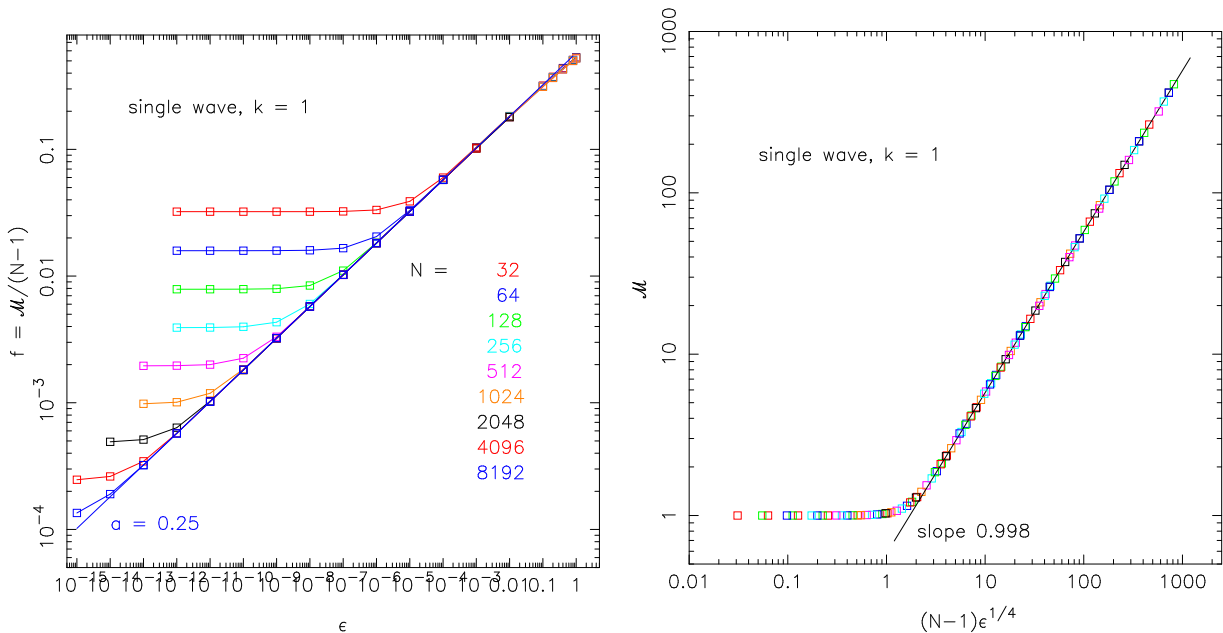 single wave, k = 1
f = ℳ/(N−1)
0.1
0.01
10⁻³
10⁻⁴
N =
32
64
128
256
512
1024
2048
4096
8192
a = 0.25
10⁻¹⁵ 10⁻¹⁴ 10⁻¹³ 10⁻¹² 10⁻¹¹ 10⁻¹⁰ 10⁻⁹ 10⁻⁸ 10⁻⁷ 10⁻⁶ 10⁻⁵ 10⁻⁴ 10⁻³ 0.01 0.1 1
ϵ
single wave, k = 1
ℳ
1000
100
10
1
slope 0.998
0.01 0.1 1 10 100 1000
(N−1)ϵ¹ᐟ⁴